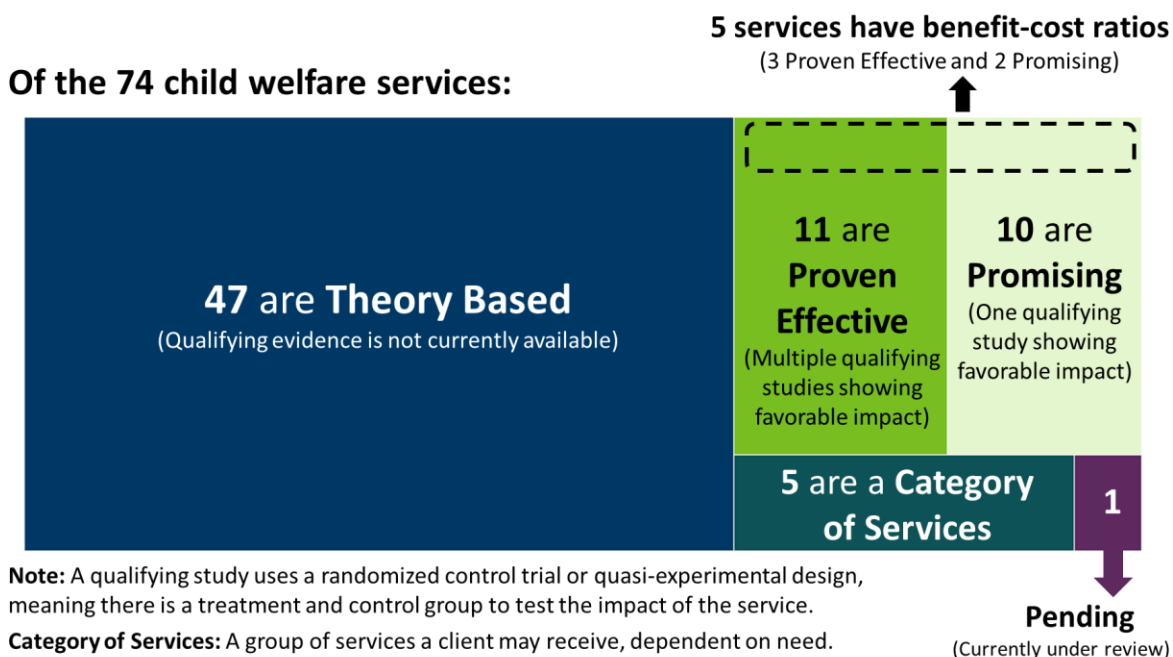 5 services have benefit-cost ratios
(3 Proven Effective and 2 Promising)
Of the 74 child welfare services:
47 are Theory Based
(Qualifying evidence is not currently available)
11 are
Proven
Effective
(Multiple qualifying
studies showing
favorable impact)
10 are
Promising
(One qualifying
study showing
favorable impact)
5 are a Category
of Services
1
Note: A qualifying study uses a randomized control trial or quasi-experimental design,
meaning there is a treatment and control group to test the impact of the service.
Category of Services: A group of services a client may receive, dependent on need.
Pending
(Currently under review)